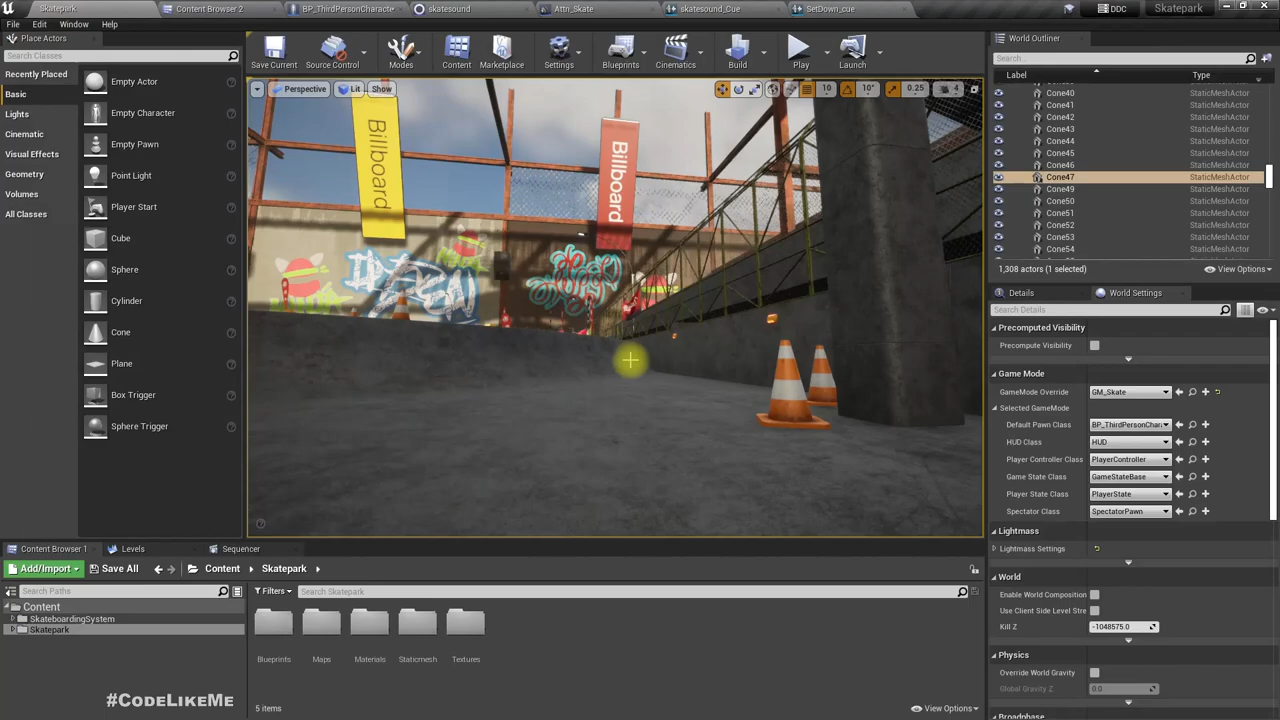 Skatepark
Content Browser 2
BP_ThirdPersonCharacte
skatesound
Attn_Skate
skatesound_Cue
SetDown_cue
File
Edit
Window
Help
DDC
Skatepark
Place Actors
Search Classes
Recently Placed
Basic
Lights
Cinematic
Visual Effects
Geometry
Volumes
All Classes
Empty Actor
Empty Character
Empty Pawn
Point Light
Player Start
Cube
Sphere
Cylinder
Cone
Plane
Box Trigger
Sphere Trigger
Save Current
Source Control
Modes
Content
Marketplace
Settings
Blueprints
Cinematics
Build
Play
Launch
Perspective
Lit
Show
10
10°
0.25
4
Billboard
Billboard
World Outliner
Search...
Label
Type
Cone40 StaticMeshActor
Cone41 StaticMeshActor
Cone42 StaticMeshActor
Cone43 StaticMeshActor
Cone44 StaticMeshActor
Cone45 StaticMeshActor
Cone46 StaticMeshActor
Cone47 StaticMeshActor
Cone49 StaticMeshActor
Cone50 StaticMeshActor
Cone51 StaticMeshActor
Cone52 StaticMeshActor
Cone53 StaticMeshActor
Cone54 StaticMeshActor
1,308 actors (1 selected)
View Options
Details
World Settings
Search Details
Precomputed Visibility
Precompute Visibility
Game Mode
GameMode Override GM_Skate
Selected GameMode
Default Pawn Class BP_ThirdPersonChar
HUD Class HUD
Player Controller Class PlayerController
Game State Class GameStateBase
Player State Class PlayerState
Spectator Class SpectatorPawn
Lightmass
Lightmass Settings
World
Enable World Composition
Use Client Side Level Stre
Kill Z -1048575.0
Physics
Override World Gravity
Global Gravity Z 0.0
Broadphase
Content Browser 1
Levels
Sequencer
Add/Import
Save All
Content
Skatepark
Search Paths
Filters
Search Skatepark
Content
SkateboardingSystem
Skatepark
Blueprints
Maps
Materials
Staticmesh
Textures
5 items
View Options
#CODELIKEME